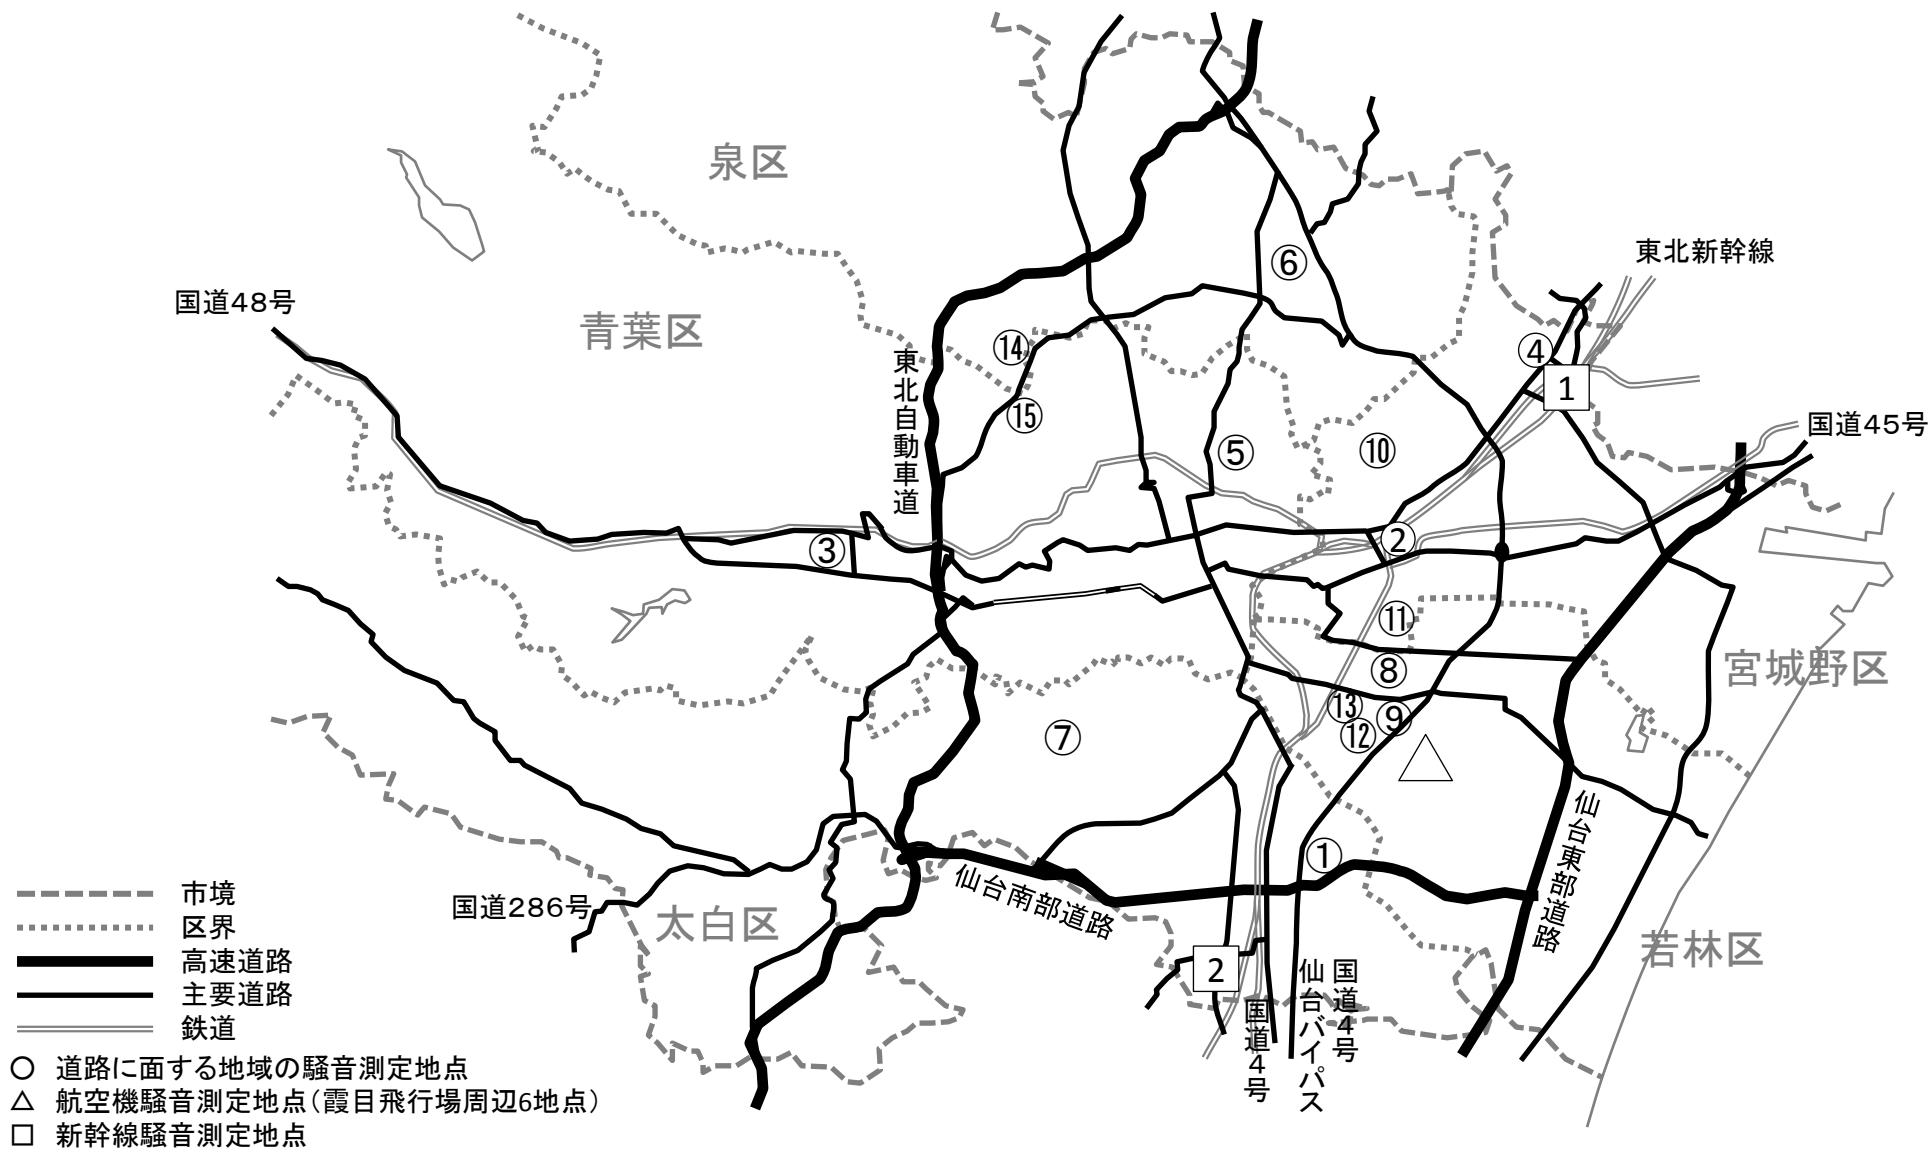 泉区
東北新幹線
⑥
国道48号
青葉区
⑭
東北自動車道
④
1
⑮
国道45号
⑤
⑩
③
②
⑪
⑧
宮城野区
⑬
⑨
⑫
⑦
①
仙台東部道路
仙台南部道路
国道286号
太白区
若林区
2
国道4号
仙台バイパス
国道4号
市境
区界
高速道路
主要道路
鉄道
○ 道路に面する地域の騒音測定地点
△ 航空機騒音測定地点（霞目飛行場周辺6地点）
□ 新幹線騒音測定地点